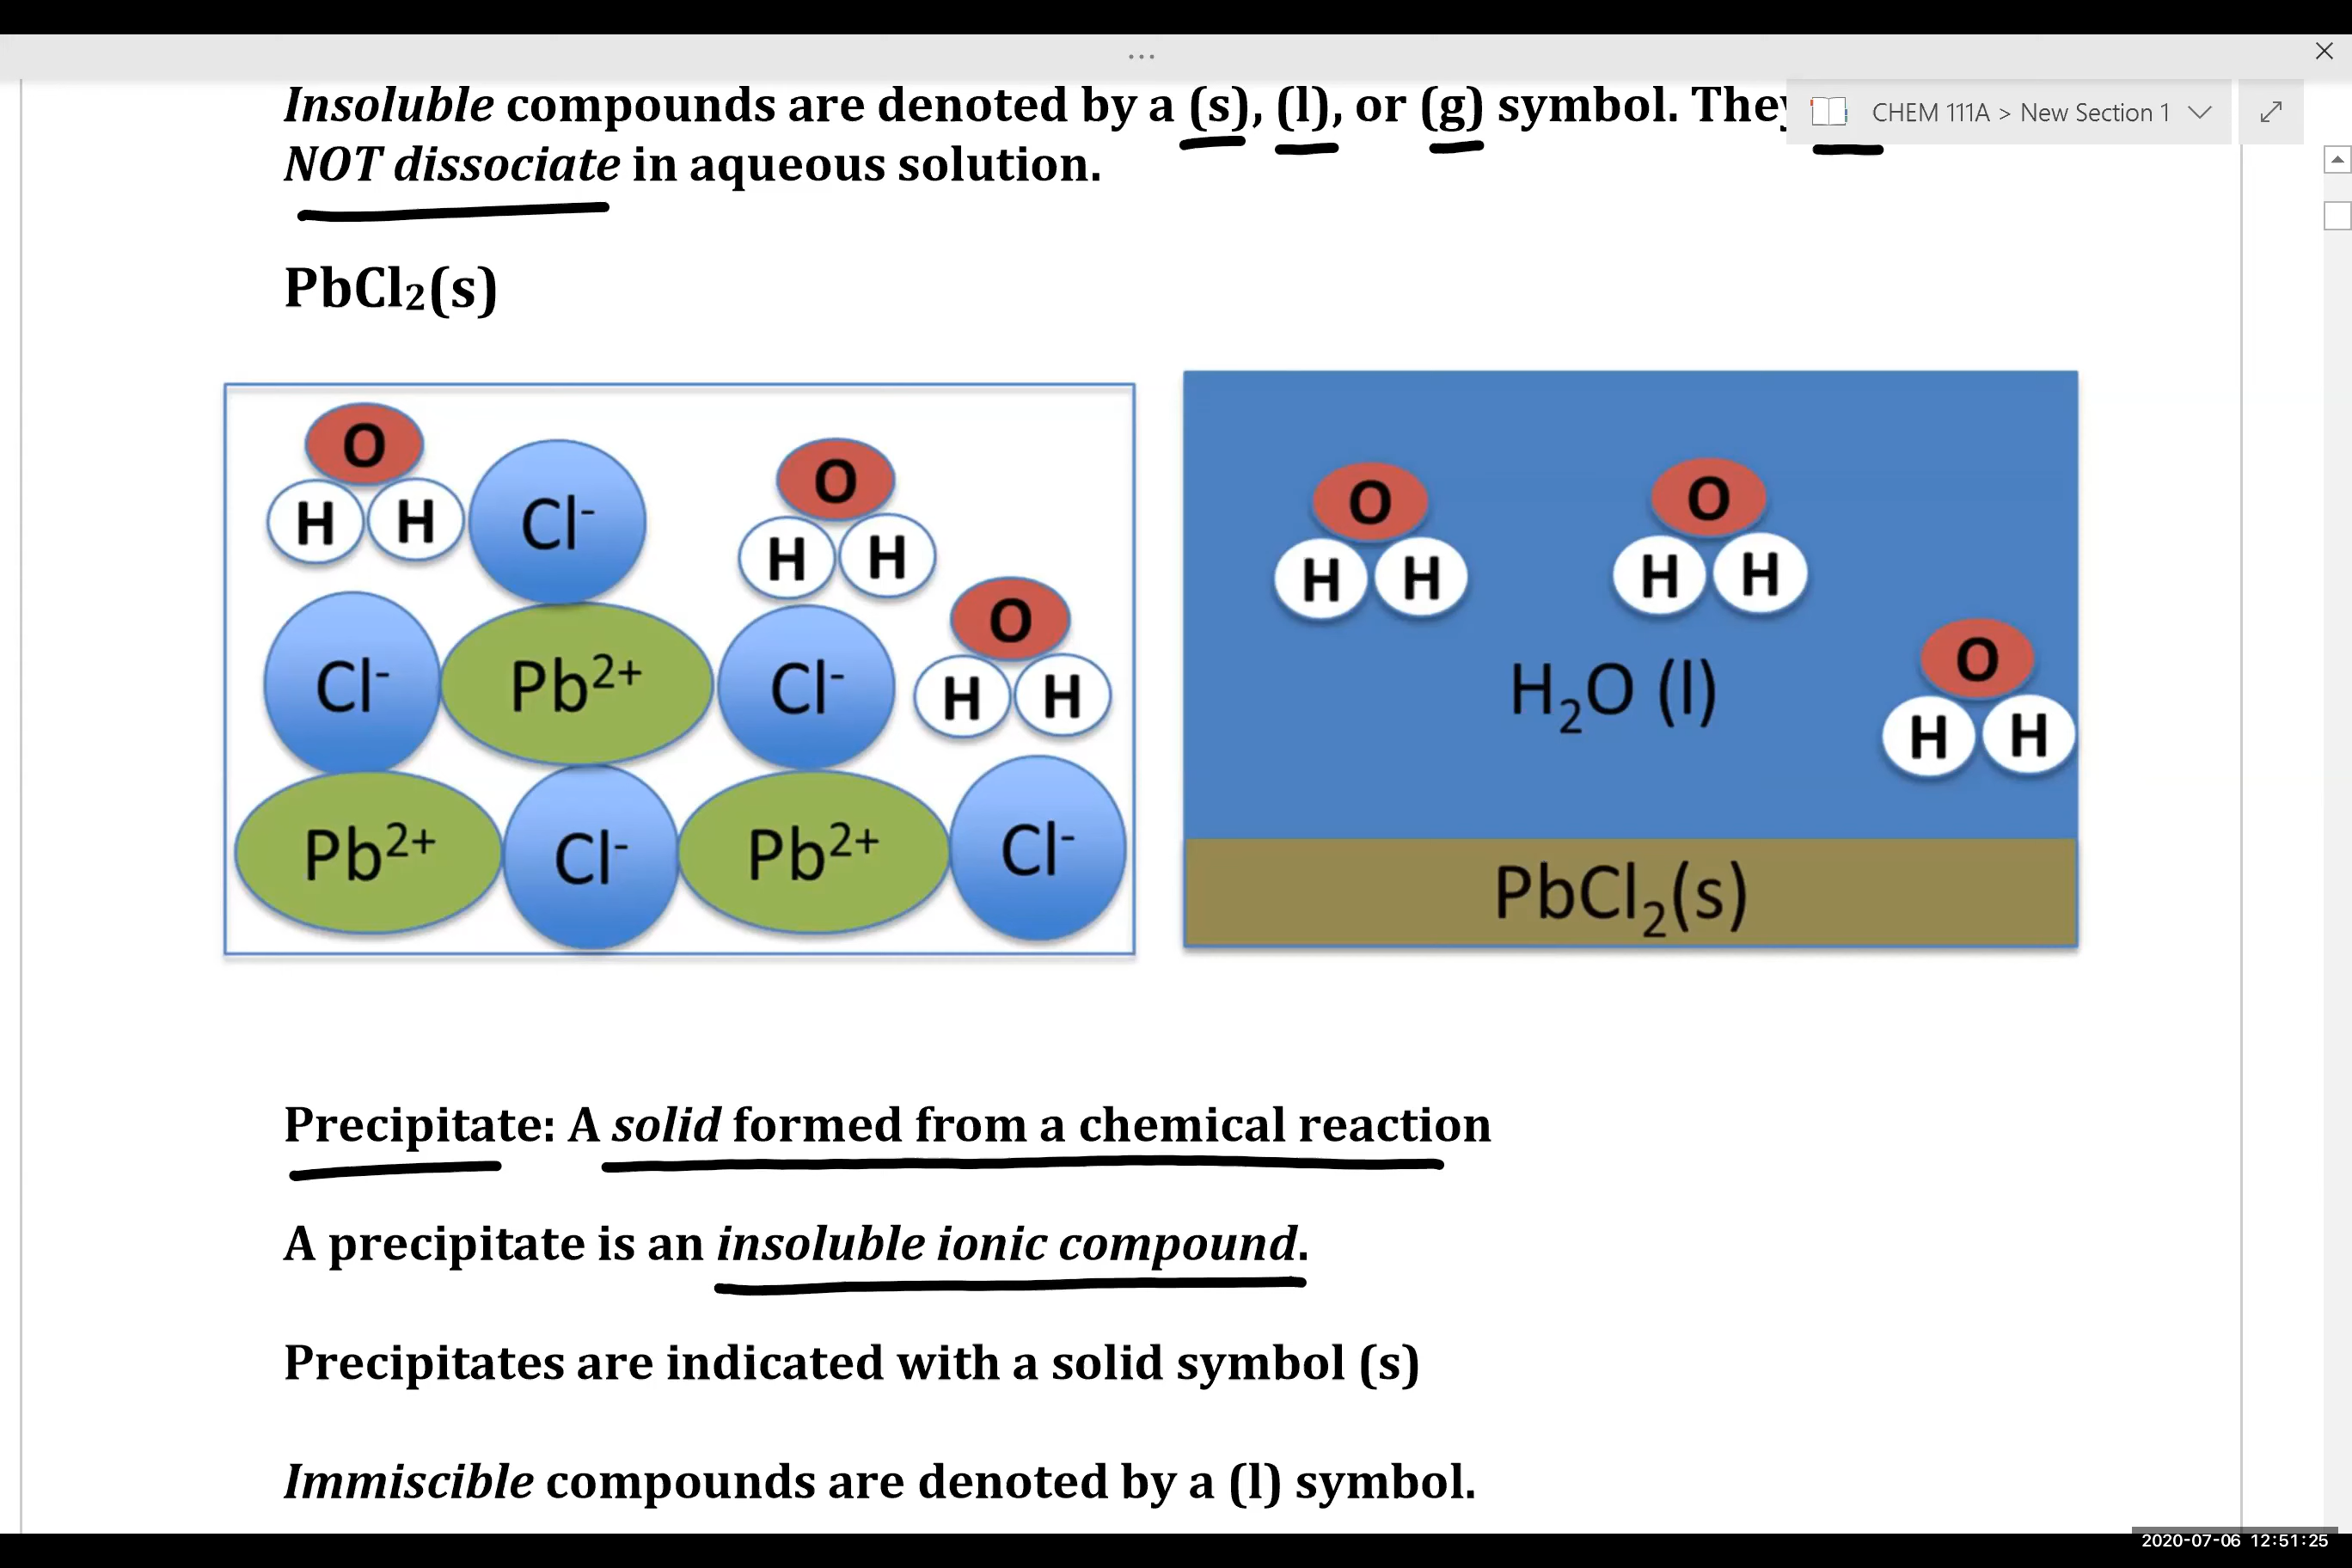 ...
Insoluble compounds are denoted by a (s), (l), or (g) symbol. They
CHEM 111A > New Section 1
NOT dissociate in aqueous solution.
PbCl₂(s)
O
H H
Cl⁻
O
H H
O
H H
Cl⁻ Pb²⁺ Cl⁻
Pb²⁺ Cl⁻ Pb²⁺ Cl⁻
O
H H
O
H H
O
H H
H₂O (l)
PbCl₂(s)
Precipitate: A solid formed from a chemical reaction
A precipitate is an insoluble ionic compound.
Precipitates are indicated with a solid symbol (s)
Immiscible compounds are denoted by a (l) symbol.
2020-07-06 12:51:25